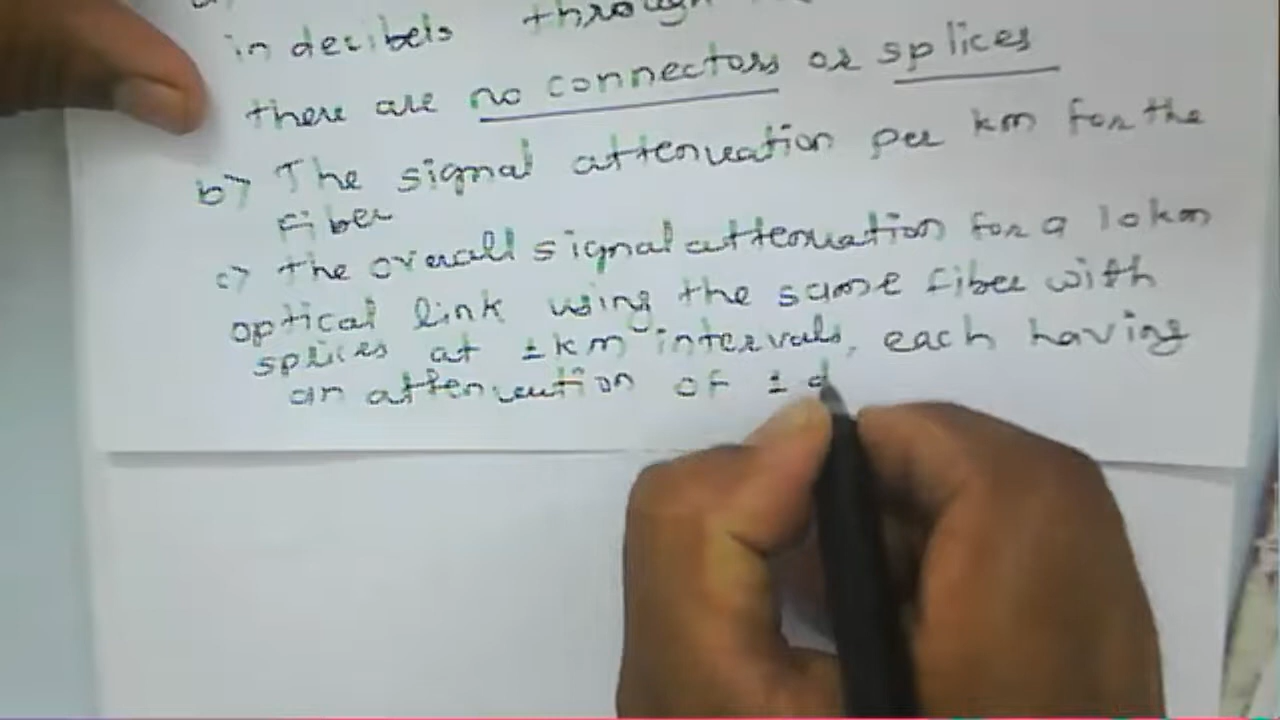 in decibels through
there are no connectors or splices
b) The signal attenuation per km for the
fiber
c) the overall signal attenuation for a 10km
optical link using the same fiber with
splices at 1km intervals, each having
an attenuation of 1 d